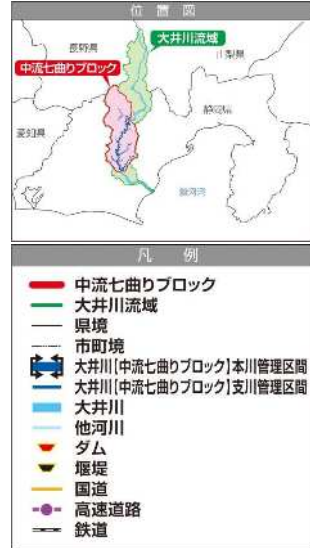 位置図
長野県
大井川流域
山梨県
中流七曲りブロック
静岡県
愛知県
駿河湾
凡例
中流七曲りブロック
大井川流域
県境
市町境
大井川【中流七曲りブロック】本川管理区間
大井川【中流七曲りブロック】支川管理区間
大井川
他河川
ダム
堰堤
国道
高速道路
鉄道